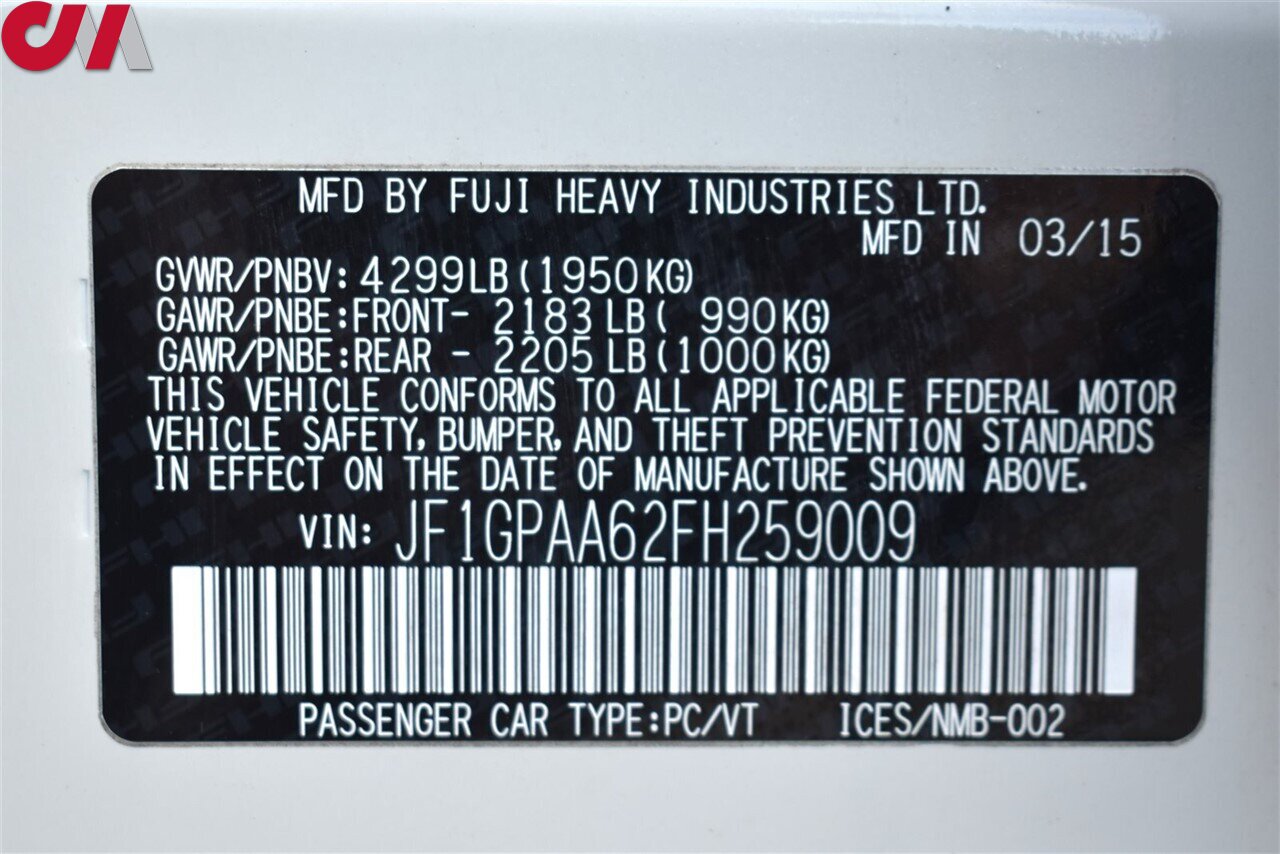 CM
MFD BY FUJI HEAVY INDUSTRIES LTD.
MFD IN 03/15
GVWR/PNBV: 4299LB (1950KG)
GAWR/PNBE:FRONT- 2183 LB ( 990KG)
GAWR/PNBE:REAR - 2205 LB (1000KG)
THIS VEHICLE CONFORMS TO ALL APPLICABLE FEDERAL MOTOR
VEHICLE SAFETY, BUMPER, AND THEFT PREVENTION STANDARDS
IN EFFECT ON THE DATE OF MANUFACTURE SHOWN ABOVE.
VIN: JF1GPAA62FH259009
PASSENGER CAR TYPE:PC/VT ICES/NMB-002